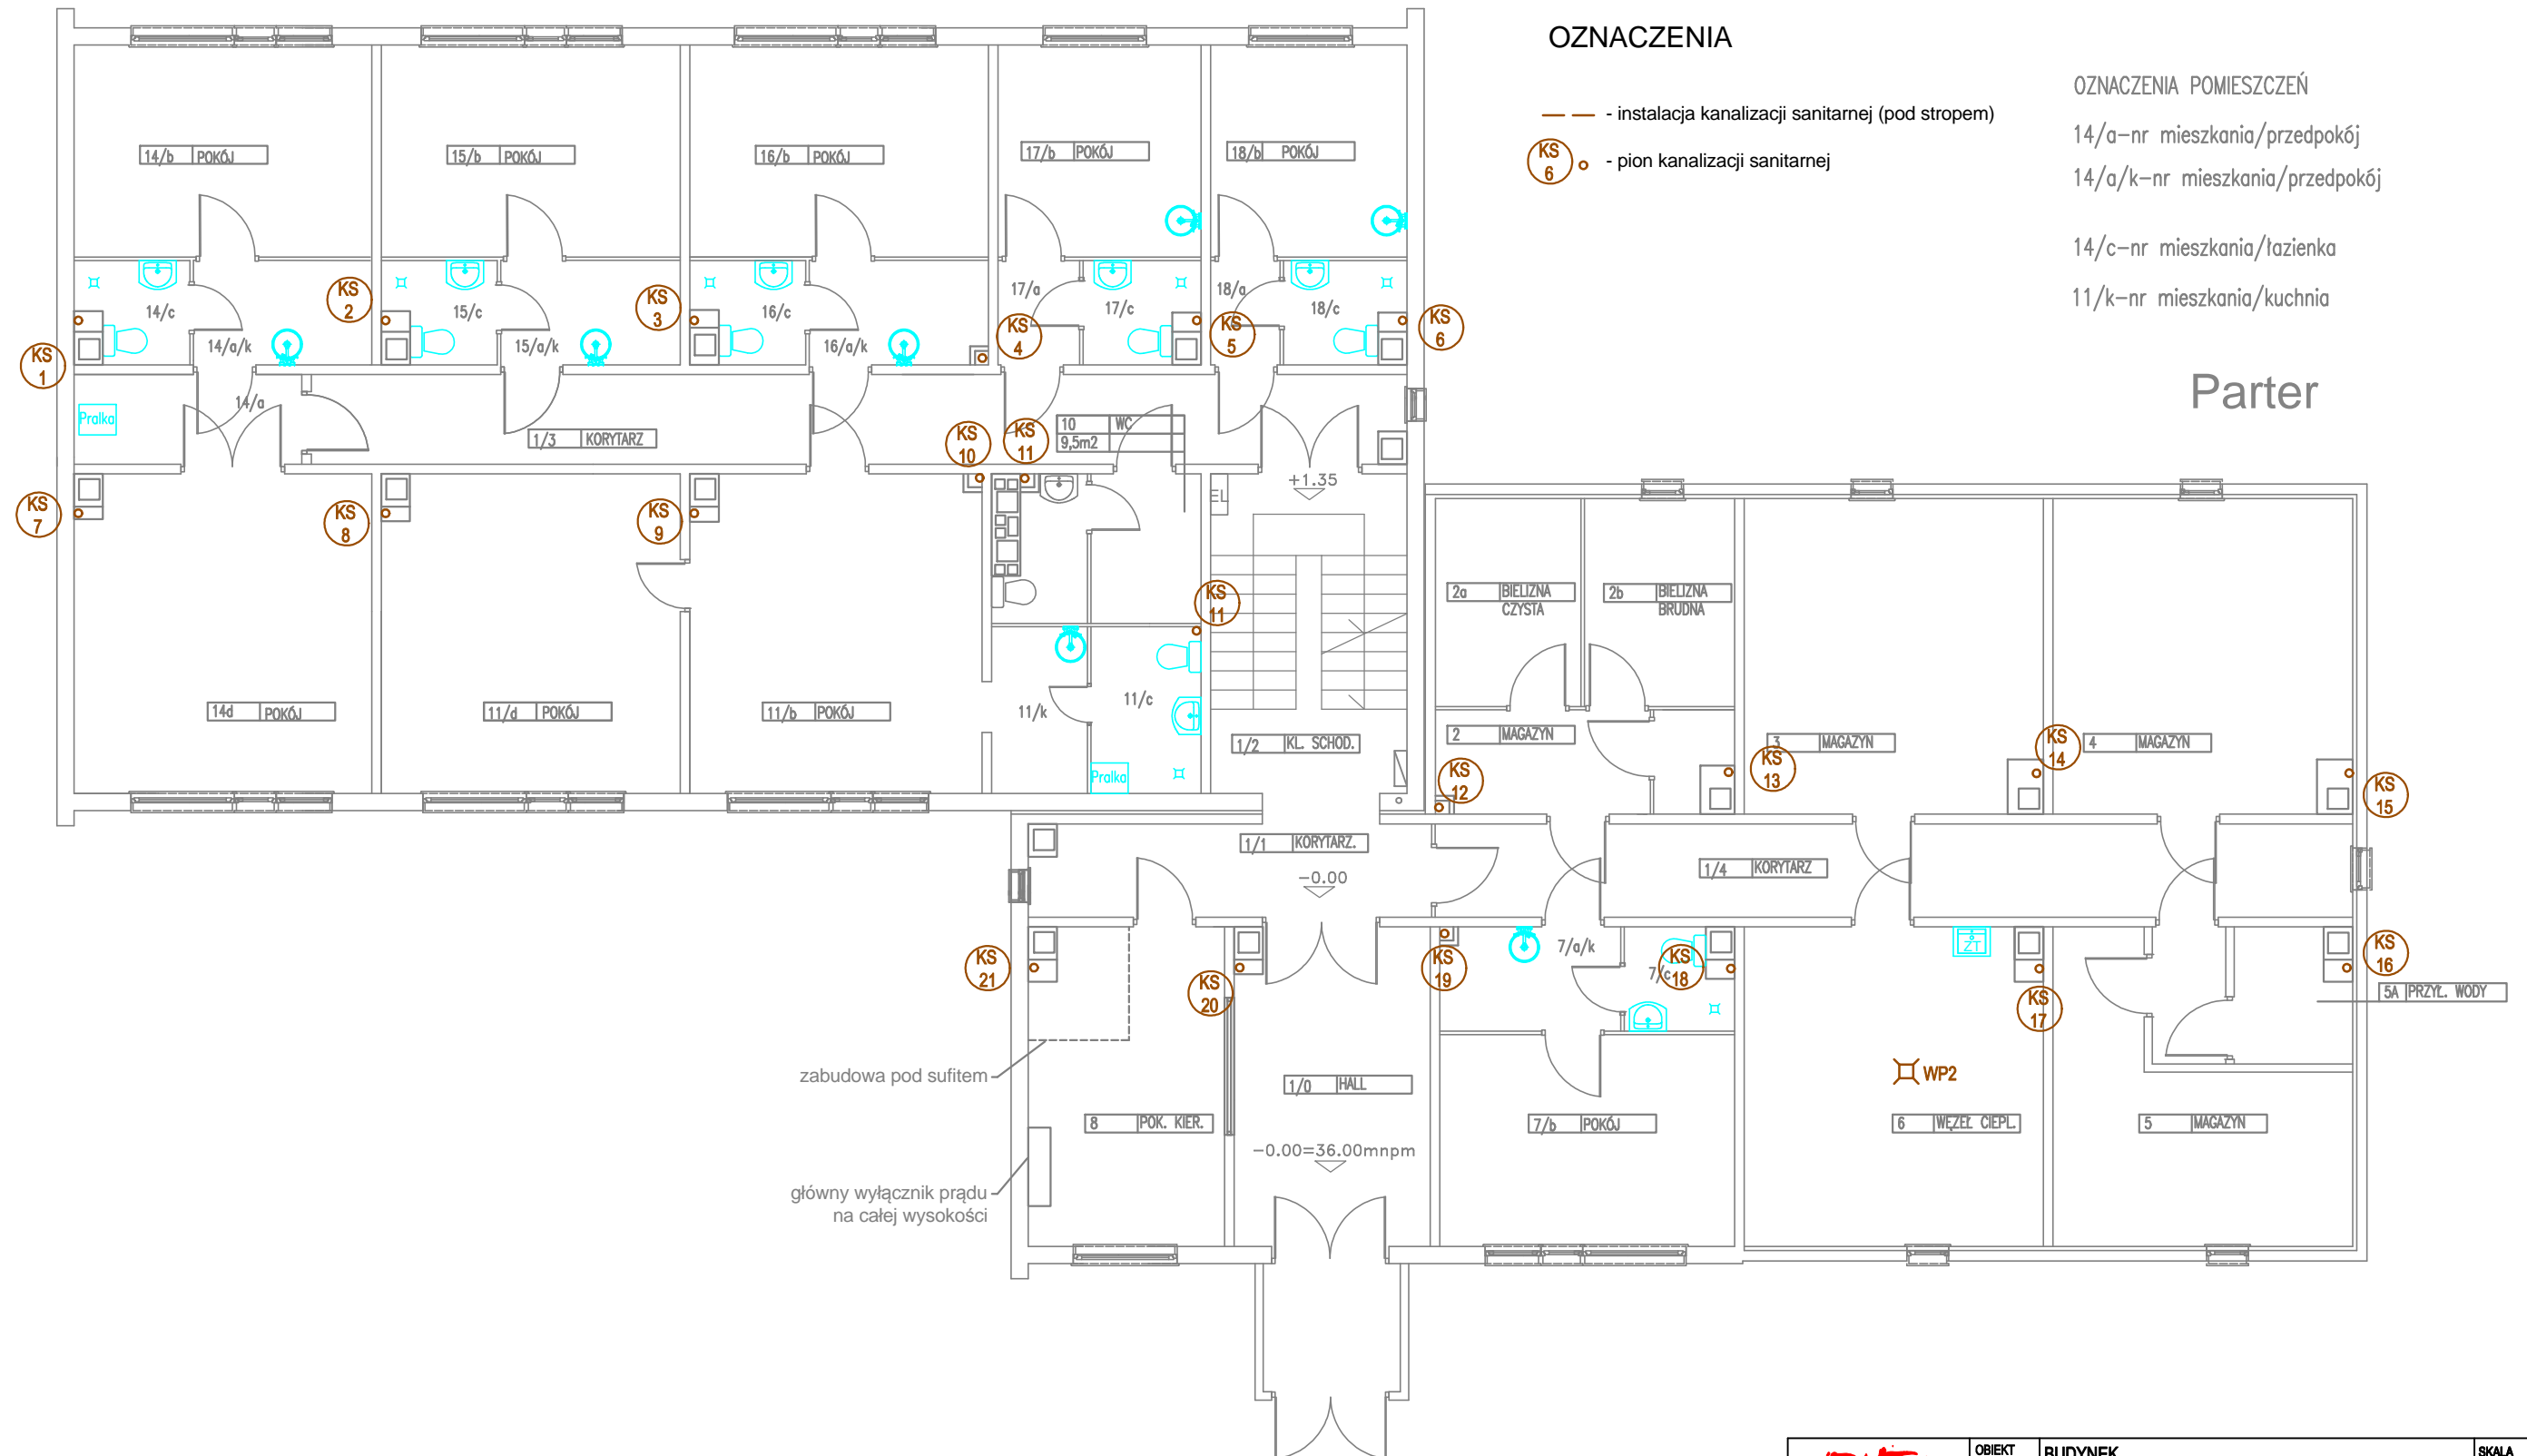 OZNACZENIA
- instalacja kanalizacji sanitarnej (pod stropem)
KS
6
- pion kanalizacji sanitarnej
OZNACZENIA POMIESZCZEŃ
14/a-nr mieszkania/przedpokój
14/a/k-nr mieszkania/przedpokój
14/c-nr mieszkania/łazienka
11/k-nr mieszkania/kuchnia
Parter
14/b POKÓJ
15/b POKÓJ
16/b POKÓJ
17/b POKÓJ
18/b POKÓJ
14/c
KS
2
15/c
KS
3
16/c
17/a
17/c
18/a
18/c
KS
1
14/a/k
15/a/k
16/a/k
KS
4
KS
5
KS
6
Pralka
14/a
1/3 KORYTARZ
KS
10
KS
11
10 WC
9,5m2
+1.35
EL
KS
7
KS
8
KS
9
KS
11
2a BIELIZNA
CZYSTA
2b BIELIZNA
BRUDNA
14d POKÓJ
11/d POKÓJ
11/b POKÓJ
11/k
11/c
Pralka
1/2 KL. SCHOD.
2 MAGAZYN
3 MAGAZYN
4 MAGAZYN
KS
12
KS
13
KS
14
KS
15
1/1 KORYTARZ.
-0.00
1/4 KORYTARZ
KS
21
KS
20
KS
19
7/a/k
7/c
KS
18
ZT
KS
17
KS
16
5A PRZYŁ. WODY
zabudowa pod sufitem
WP2
1/0 HALL
8 POK. KIER.
7/b POKÓJ
6 WĘZEŁ CIEPL.
5 MAGAZYN
-0.00=36.00mnpm
główny wyłącznik prądu
na całej wysokości
OBIEKT
BUDYNEK
SKALA